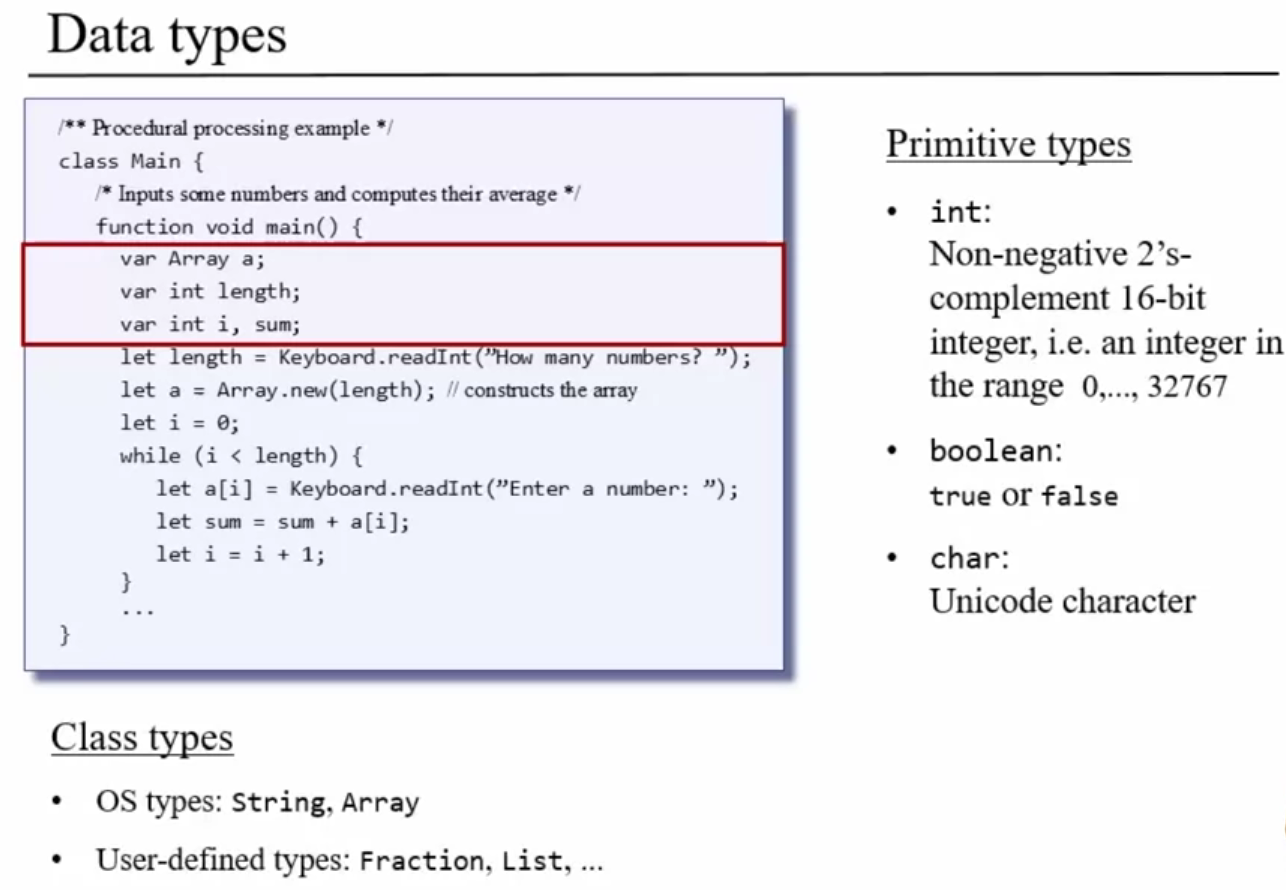 Data types
/** Procedural processing example */
class Main {
/* Inputs some numbers and computes their average */
function void main() {
var Array a;
var int length;
var int i, sum;
let length = Keyboard.readInt(”How many numbers? ”);
let a = Array.new(length); // constructs the array
let i = 0;
while (i < length) {
let a[i] = Keyboard.readInt(”Enter a number: ”);
let sum = sum + a[i];
let i = i + 1;
}
...
}
Primitive types
• int:
Non-negative 2’s-
complement 16-bit
integer, i.e. an integer in
the range 0,..., 32767
• boolean:
true or false
• char:
Unicode character
Class types
• OS types: String, Array
• User-defined types: Fraction, List, ...